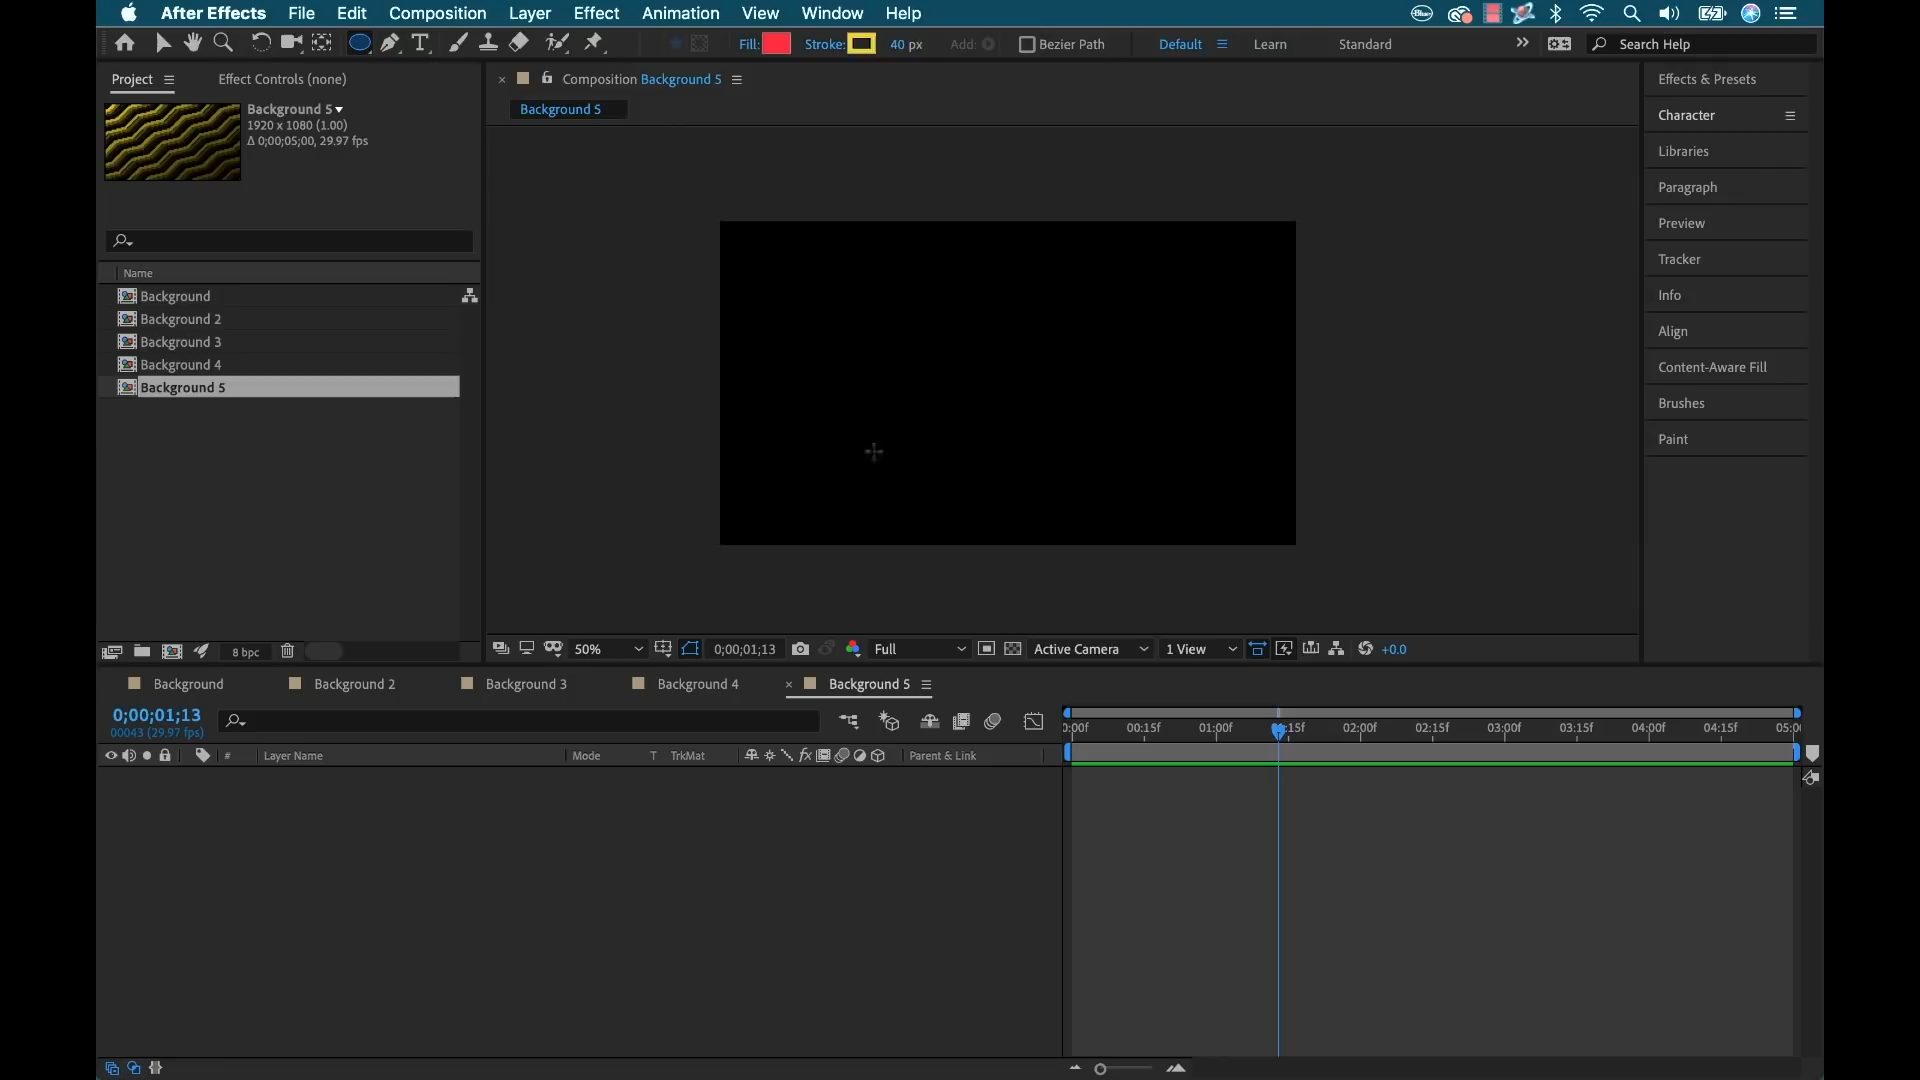 After Effects File Edit Composition Layer Effect Animation View Window Help
Fill: Stroke: 40 px Add: Bezier Path Default Learn Standard Search Help
Project Effect Controls (none)
Composition Background 5
Background 5
Background 5
1920 x 1080 (1.00)
Δ 0;00;05;00, 29.97 fps
Name
Background
Background 2
Background 3
Background 4
Background 5
8 bpc
50% 0;00;01;13 Full Active Camera 1 View +0.0
Effects & Presets
Character
Libraries
Paragraph
Preview
Tracker
Info
Align
Content-Aware Fill
Brushes
Paint
Background Background 2 Background 3 Background 4 Background 5
0;00;01;13
00043 (29.97 fps)
# Layer Name Mode T TrkMat fx Parent & Link
0:00f 00:15f 01:00f 15f 02:00f 02:15f 03:00f 03:15f 04:00f 04:15f 05:0